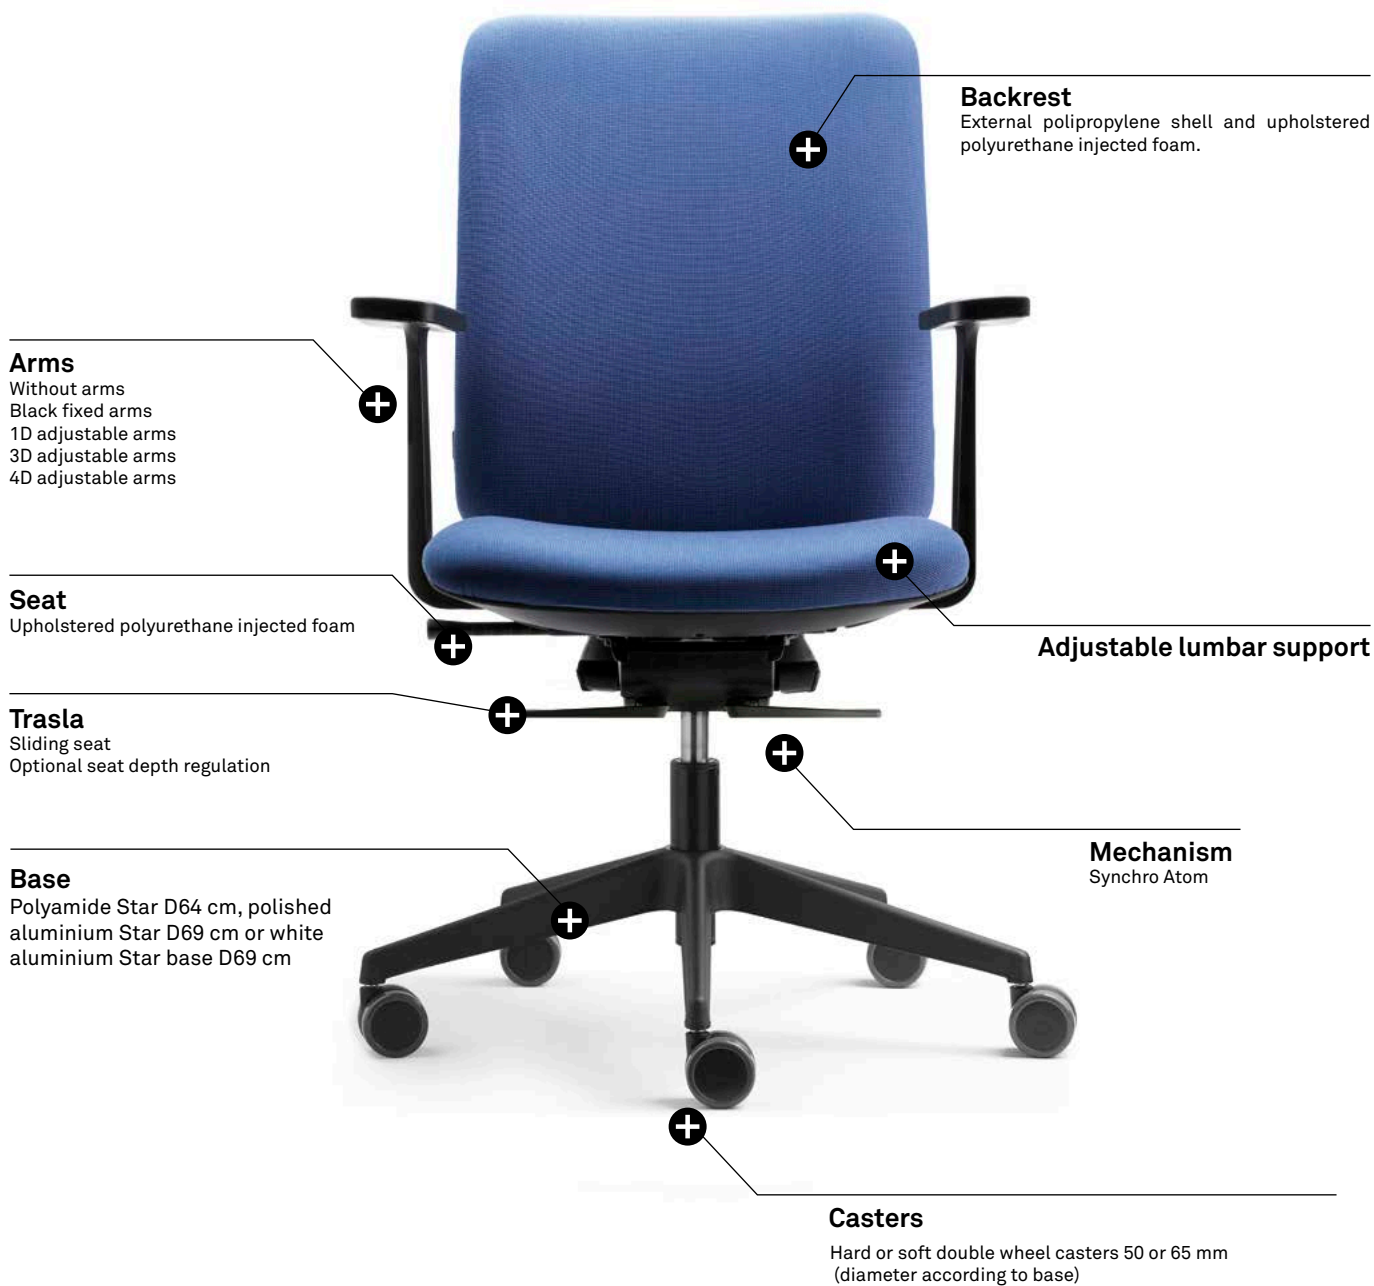 Backrest
External polipropylene shell and upholstered
polyurethane injected foam.
Arms
Without arms
Black fixed arms
1D adjustable arms
3D adjustable arms
4D adjustable arms
Seat
Upholstered polyurethane injected foam
Adjustable lumbar support
Trasla
Sliding seat
Optional seat depth regulation
Mechanism
Synchro Atom
Base
Polyamide Star D64 cm, polished
aluminium Star D69 cm or white
aluminium Star base D69 cm
Casters
Hard or soft double wheel casters 50 or 65 mm
(diameter according to base)